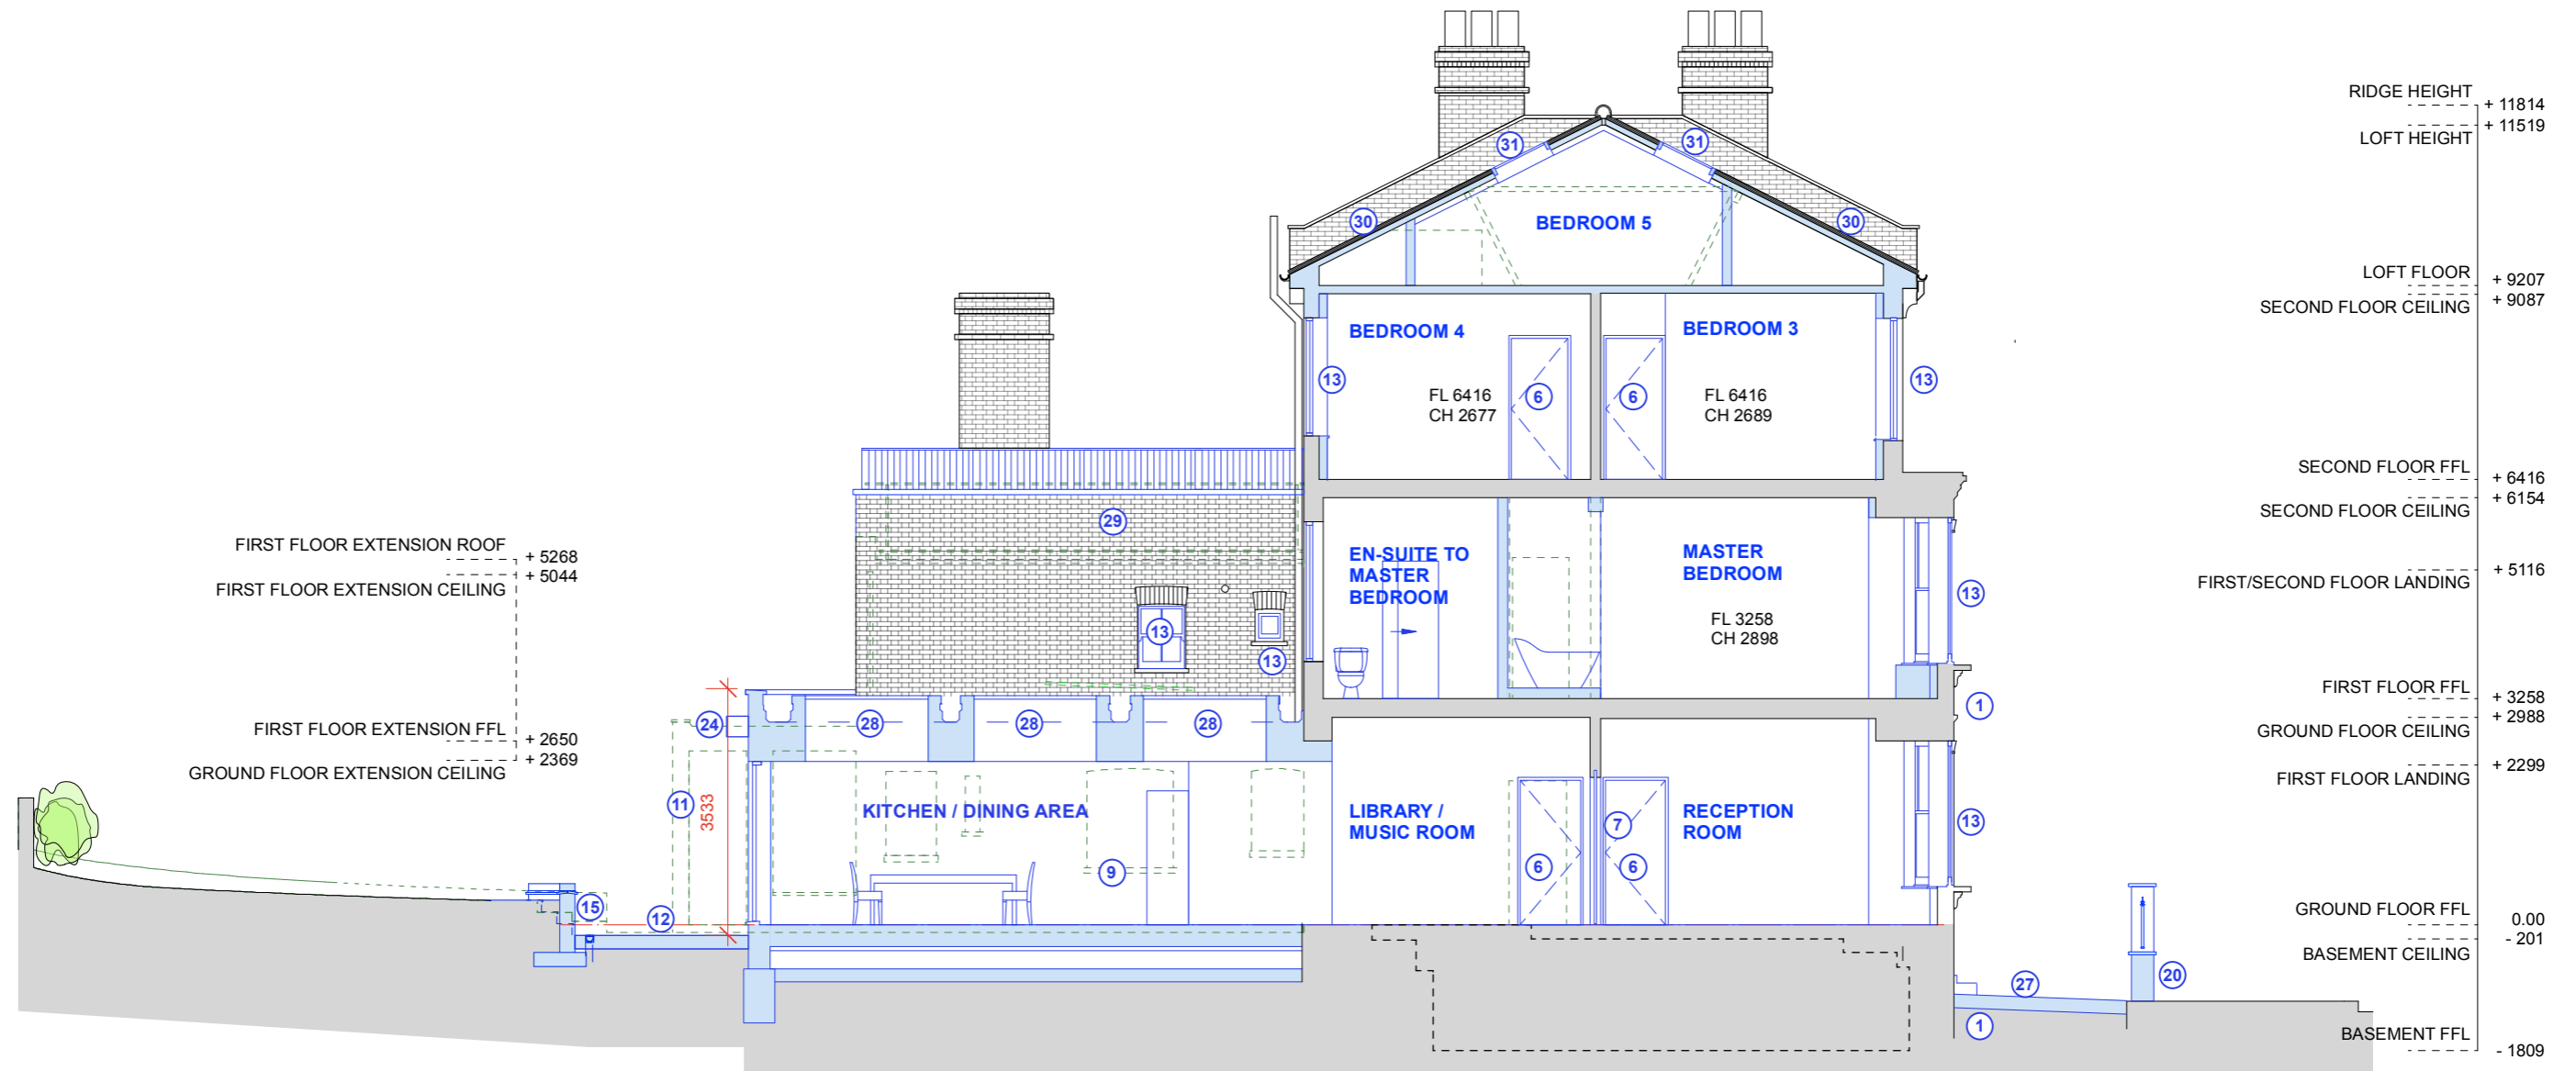 RIDGE HEIGHT
+ 11814
+ 11519
LOFT HEIGHT
31
31
30
30
BEDROOM 5
LOFT FLOOR
+ 9207
+ 9087
SECOND FLOOR CEILING
BEDROOM 4
BEDROOM 3
13
6
6
13
FL 6416
CH 2677
FL 6416
CH 2689
SECOND FLOOR FFL
+ 6416
+ 6154
SECOND FLOOR CEILING
29
FIRST FLOOR EXTENSION ROOF
+ 5268
+ 5044
FIRST FLOOR EXTENSION CEILING
EN-SUITE TO
MASTER
BEDROOM
MASTER
BEDROOM
FL 3258
CH 2898
+ 5116
FIRST/SECOND FLOOR LANDING
13
13
13
FIRST FLOOR FFL
+ 3258
+ 2988
GROUND FLOOR CEILING
1
24
28
28
28
FIRST FLOOR EXTENSION FFL
+ 2650
+ 2369
GROUND FLOOR EXTENSION CEILING
+ 2299
FIRST FLOOR LANDING
11
3533
KITCHEN / DINING AREA
LIBRARY /
MUSIC ROOM
RECEPTION
ROOM
7
13
9
6
6
15
12
GROUND FLOOR FFL
0.00
- 201
BASEMENT CEILING
27
20
1
BASEMENT FFL
- 1809